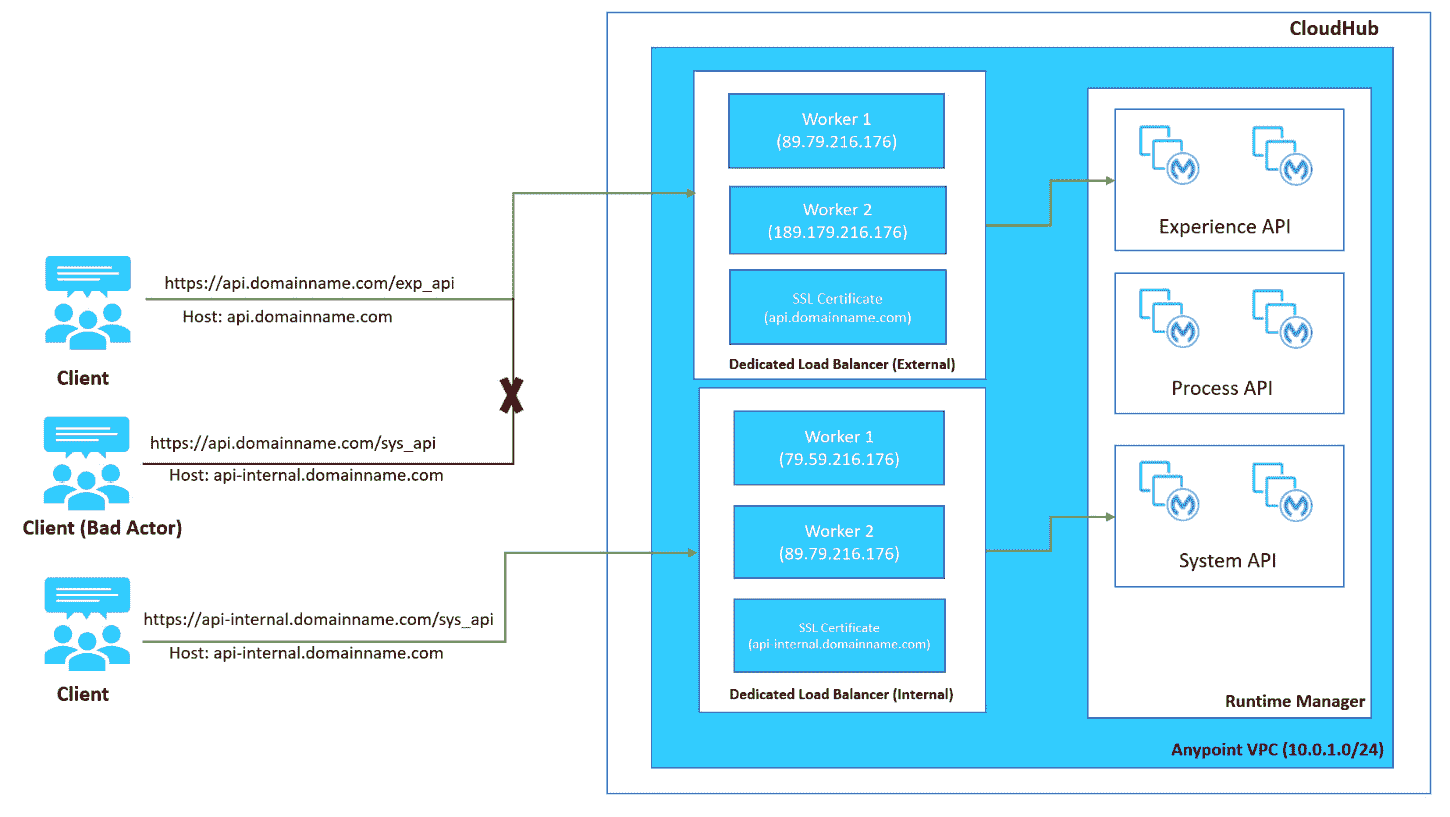 CloudHub
Worker 1
(89.79.216.176)
Worker 2
(189.179.216.176)
SSL Certificate
(api.domainname.com)
Dedicated Load Balancer (External)
Experience API
Process API
System API
Runtime Manager
https://api.domainname.com/exp_api
Host: api.domainname.com
Client
https://api.domainname.com/sys_api
Host: api-internal.domainname.com
Client (Bad Actor)
https://api-internal.domainname.com/sys_api
Host: api-internal.domainname.com
Client
Worker 1
(79.59.216.176)
Worker 2
(89.79.216.176)
SSL Certificate
(api-internal.domainname.com)
Dedicated Load Balancer (Internal)
Anypoint VPC (10.0.1.0/24)